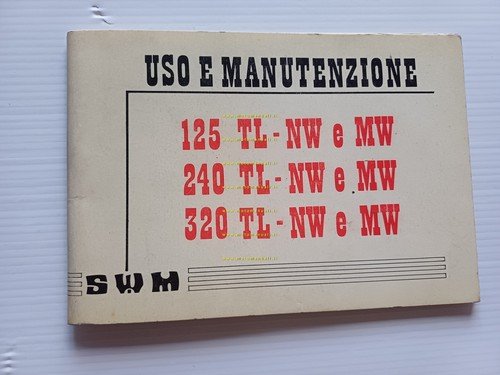 USO E MANUTENZIONE
125 TL-NW e MW
240 TL-NW e MW
320 TL-NW e MW
SWM